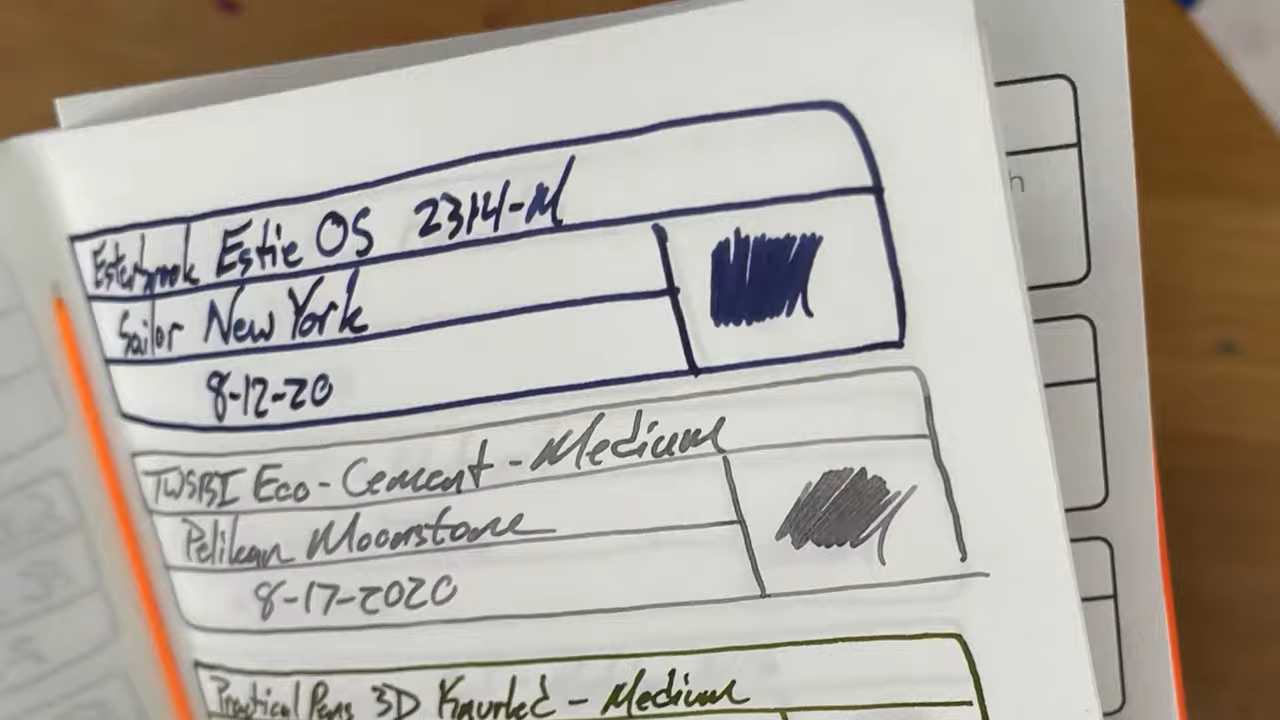 Esterbrook Estie OS 2314-M
Sailor New York
8-12-20
TWSBI Eco-Cement - Medium
Pelikan Moonstone
8-17-2020
Practical Pens 3D Knurled - Medium